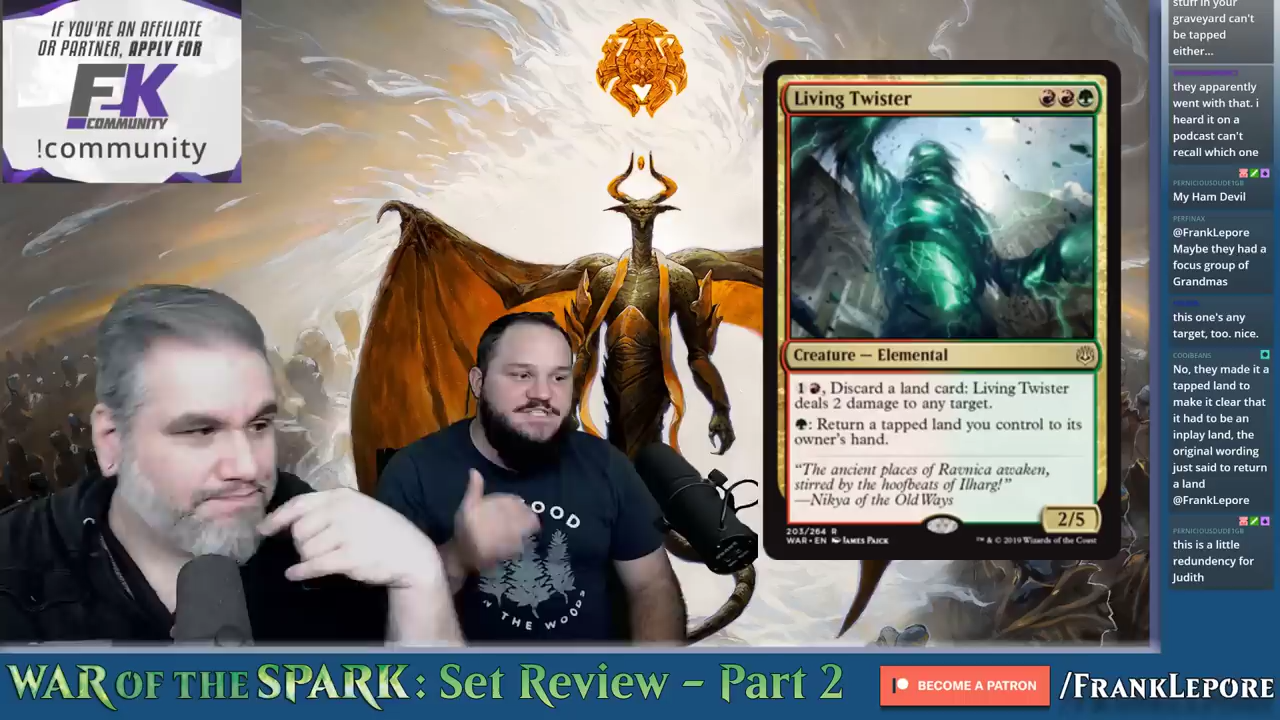 IF YOU'RE AN AFFILIATE
OR PARTNER, APPLY FOR
FK
COMMUNITY
!community
Living Twister
Creature — Elemental
1 , Discard a land card: Living Twister
deals 2 damage to any target.
: Return a tapped land you control to its
owner's hand.
"The ancient places of Ravnica awaken,
stirred by the hoofbeats of Ilharg!"
—Nikya of the Old Ways
2/5
203/264 R
WAR • EN JAMES PAICK
™ & © 2019 Wizards of the Coast
OOD
N THE WOODS
stuff in your
graveyard can't
be tapped
either...
they apparently
went with that. i
heard it on a
podcast can't
recall which one
PERNICIOUSDUDE1GB
My Ham Devil
PERFINAX
@FrankLepore
Maybe they had a
focus group of
Grandmas
this one's any
target, too. nice.
CODIBEANS
No, they made it a
tapped land to
make it clear that
it had to be an
inplay land, the
original wording
just said to return
a land
@FrankLepore
PERNICIOUSDUDE1GB
this is a little
redundency for
Judith
WAR OF THE SPARK: Set Review - Part 2
BECOME A PATRON
/FRANKLEPORE